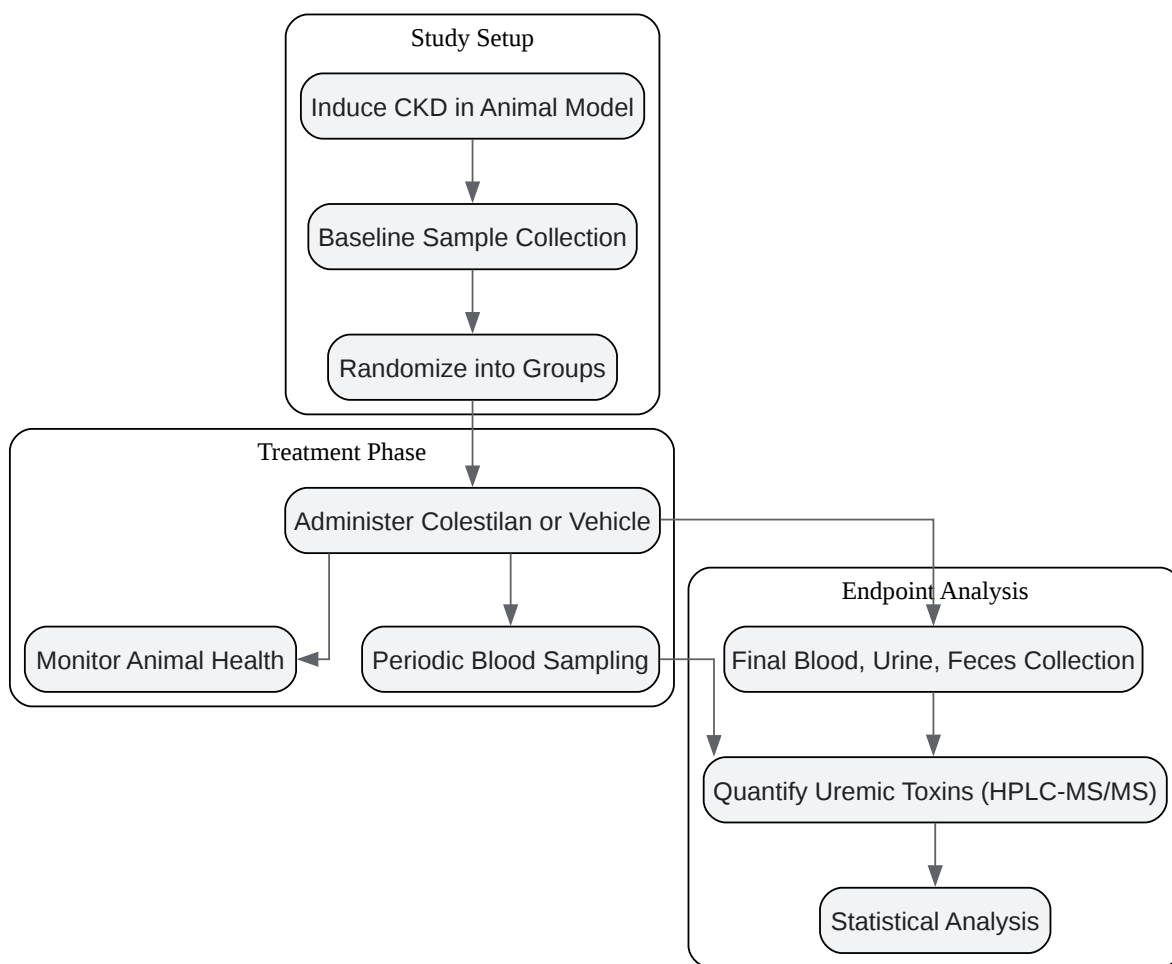 Study Setup
Induce CKD in Animal Model
Baseline Sample Collection
Randomize into Groups
Treatment Phase
Administer Colestilan or Vehicle
Monitor Animal Health
Periodic Blood Sampling
Endpoint Analysis
Final Blood, Urine, Feces Collection
Quantify Uremic Toxins (HPLC-MS/MS)
Statistical Analysis